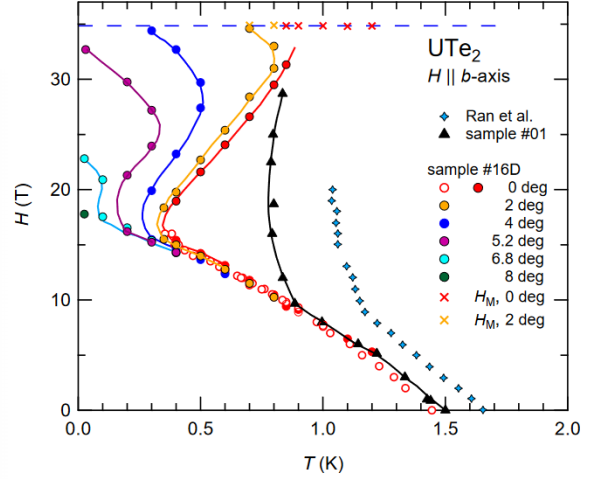 UTe₂
H || b-axis
Ran et al.
sample #01
sample #16D
0 deg
2 deg
4 deg
5.2 deg
6.8 deg
8 deg
H_M, 0 deg
H_M, 2 deg
H (T)
30
20
10
0
0.0 0.5 1.0 1.5 2.0
T (K)